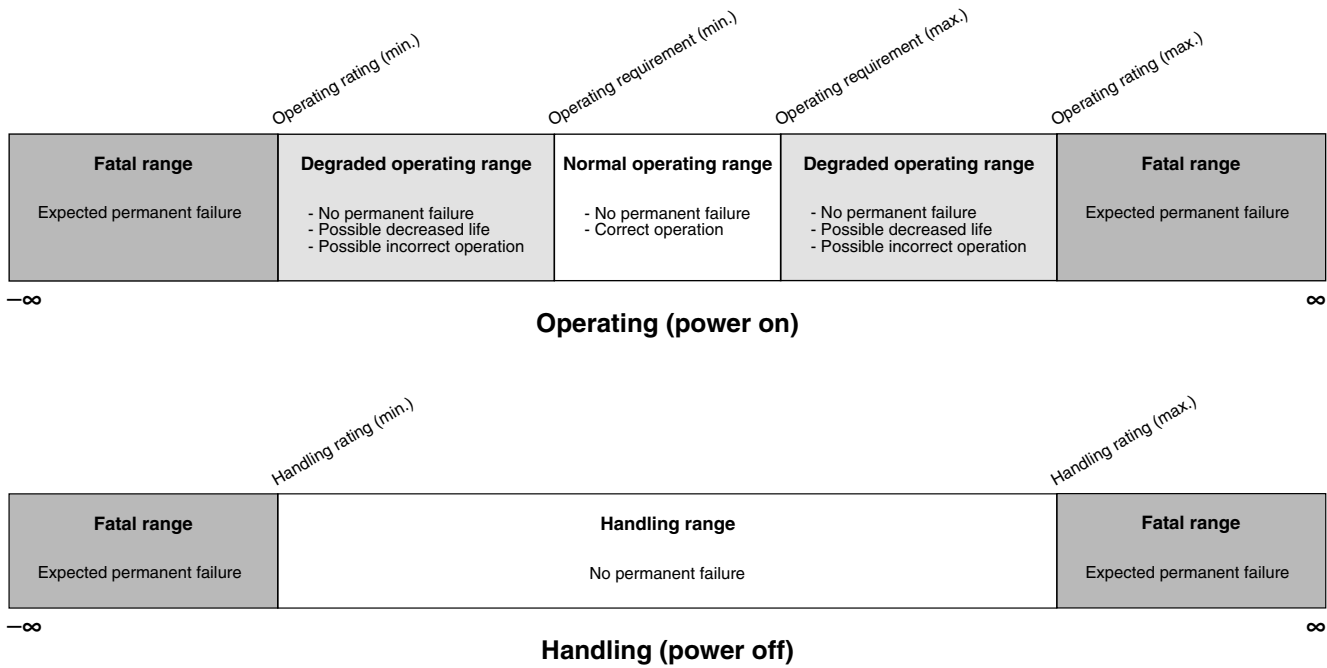 Operating rating (min.)
Operating requirement (min.)
Operating requirement (max.)
Operating rating (max.)
Fatal range
Expected permanent failure
Degraded operating range
- No permanent failure
- Possible decreased life
- Possible incorrect operation
Normal operating range
- No permanent failure
- Correct operation
Degraded operating range
- No permanent failure
- Possible decreased life
- Possible incorrect operation
Fatal range
Expected permanent failure
–∞
∞
Operating (power on)
Handling rating (min.)
Handling rating (max.)
Fatal range
Expected permanent failure
Handling range
No permanent failure
Fatal range
Expected permanent failure
–∞
∞
Handling (power off)